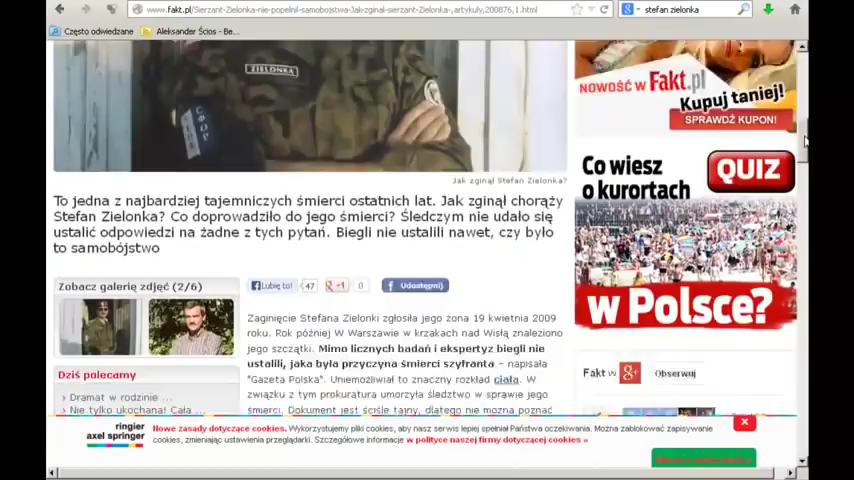 www.fakt.pl/Sierzant-Zielonka-nie-popelnil-samobojstwa-Jak-zginal-sierzant-Zielonka-,artykuly,200876,1.html
stefan zielonka
Często odwiedzane
Aleksander Ścios - Be...
ZIELONKA
Jak zginął Stefan Zielonka?
To jedna z najbardziej tajemniczych śmierci ostatnich lat. Jak zginął chorąży
Stefan Zielonka? Co doprowadziło do jego śmierci? Śledczym nie udało się
ustalić odpowiedzi na żadne z tych pytań. Biegli nie ustalili nawet, czy było
to samobójstwo
Zobacz galerię zdjęć (2/6)
Lubię to!
47
+1
0
Udostępnij
Zaginięcie Stefana Zielonki zgłosiła jego żona 19 kwietnia 2009
roku. Rok później W Warszawie w krzakach nad Wisłą znaleziono
jego szczątki. Mimo licznych badań i ekspertyz biegli nie
ustalili, jaka była przyczyna śmierci szyfranta – napisała
"Gazeta Polska". Uniemożliwił to znaczny rozkład ciała. W
związku z tym prokuratura umorzyła śledztwo w sprawie jego
śmierci. Dokument jest ściśle tajny, dlatego nie można poznać
Dziś polecamy
Dramat w rodzinie ...
Nie tylko ukochana! Cała ...
NOWOŚĆ w Fakt.pl
Kupuj taniej!
SPRAWDŹ KUPON!
Co wiesz
o kurortach
QUIZ
w Polsce?
Fakt w
g+
Obserwuj
ringier
axel springer
Nowe zasady dotyczące cookies. Wykorzystujemy pliki cookies, aby nasz serwis lepiej spełniał Państwa oczekiwania. Można zablokować zapisywanie
cookies, zmieniając ustawienia przeglądarki. Szczegółowe informacje w polityce naszej firmy dotyczącej cookies »